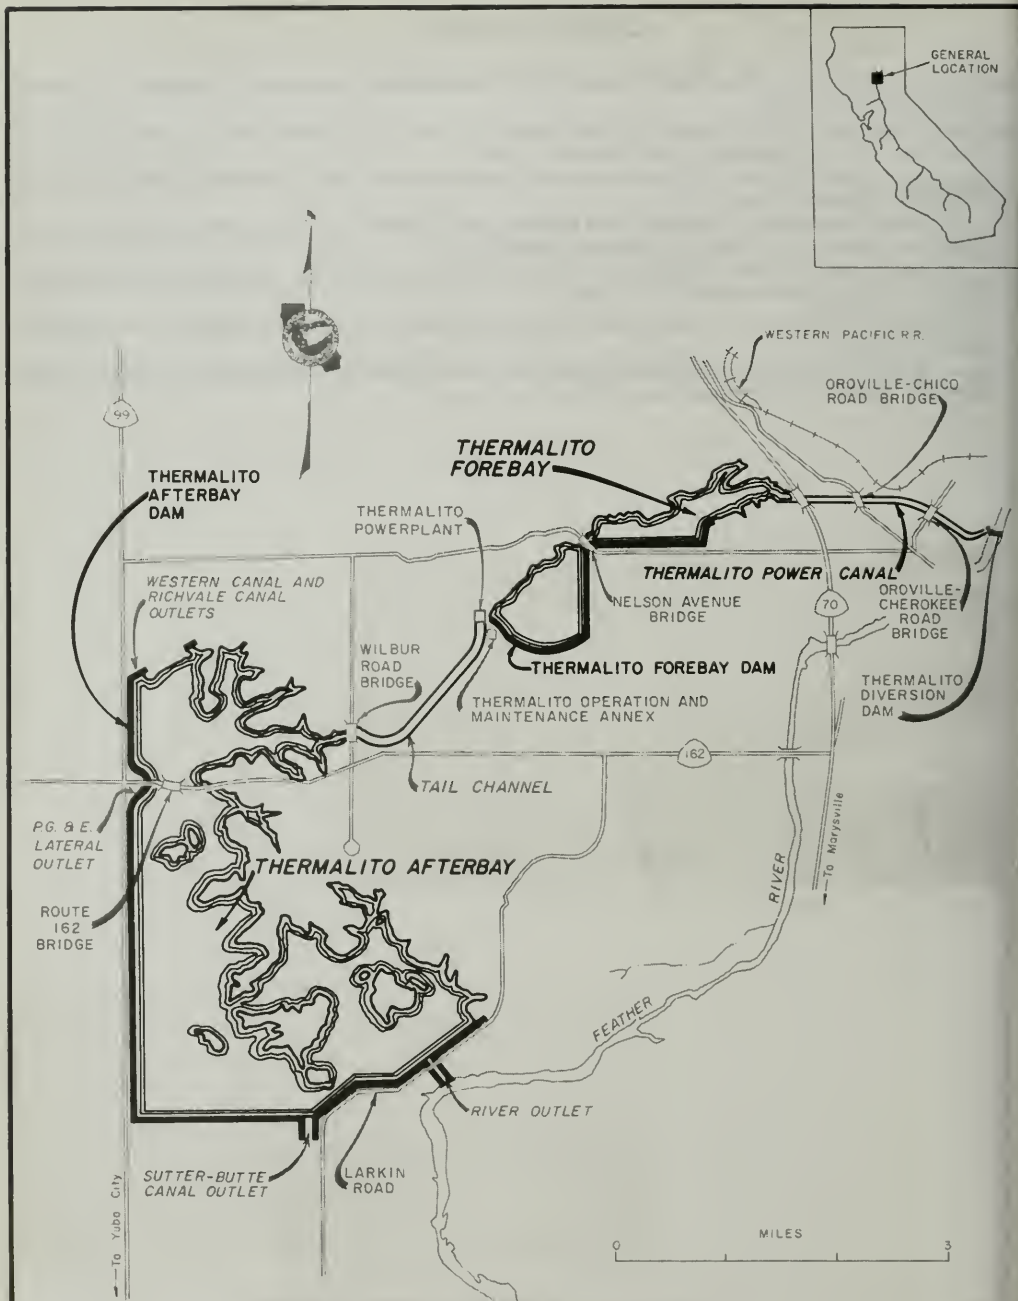 GENERAL
LOCATION
WESTERN PACIFIC R.R.
OROVILLE-CHICO
ROAD BRIDGE
99
THERMALITO
FOREBAY
THERMALITO
AFTERBAY
DAM
THERMALITO
POWERPLANT
WESTERN CANAL AND
RICHVALE CANAL
OUTLETS
THERMALITO POWER CANAL
NELSON AVENUE
BRIDGE
70
OROVILLE-
CHEROKEE
ROAD
BRIDGE
WILBUR
ROAD
BRIDGE
THERMALITO FOREBAY DAM
THERMALITO
DIVERSION
DAM
THERMALITO OPERATION AND
MAINTENANCE ANNEX
162
TAIL CHANNEL
P.G. & E.
LATERAL
OUTLET
To Marysville
THERMALITO AFTERBAY
RIVER
ROUTE
162
BRIDGE
FEATHER
RIVER OUTLET
SUTTER-BUTTE
CANAL OUTLET
LARKIN
ROAD
To Yuba City
MILES
0 3